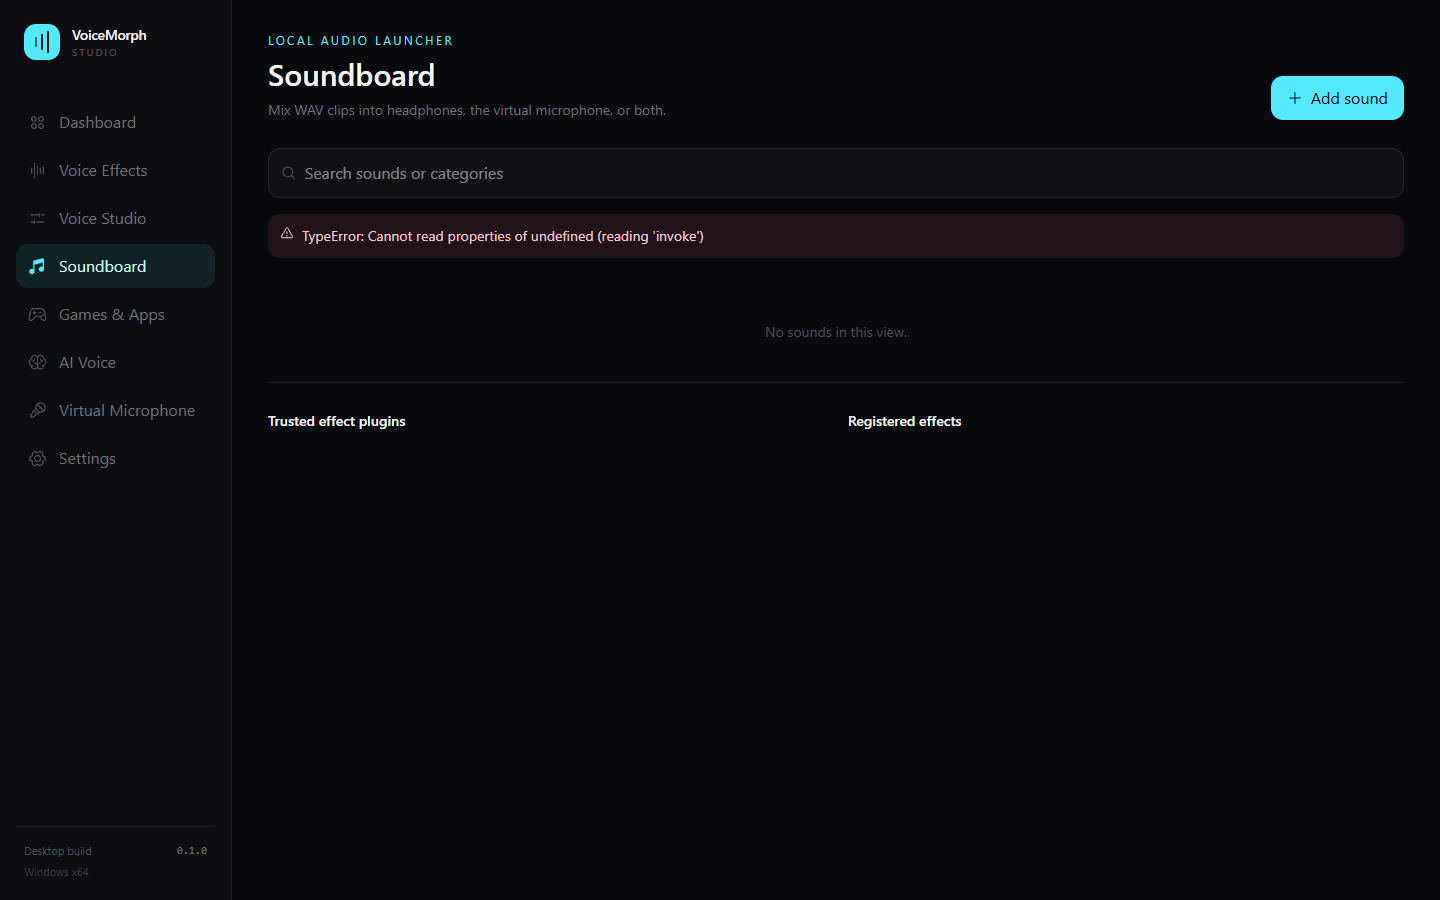 VoiceMorph
STUDIO
Dashboard
Voice Effects
Voice Studio
Soundboard
Games & Apps
AI Voice
Virtual Microphone
Settings
Desktop build 0.1.0
Windows x64
LOCAL AUDIO LAUNCHER
Soundboard
Mix WAV clips into headphones, the virtual microphone, or both.
+ Add sound
Search sounds or categories
TypeError: Cannot read properties of undefined (reading 'invoke')
No sounds in this view.
Trusted effect plugins
Registered effects